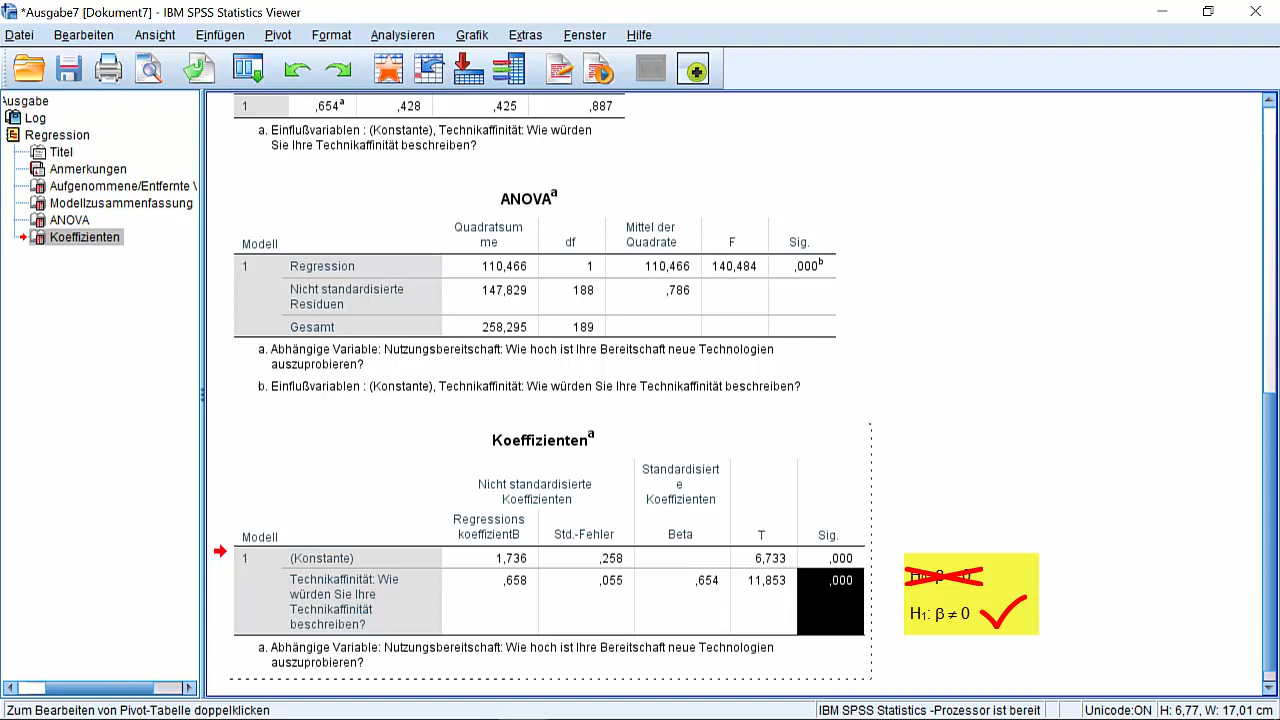 *Ausgabe7 [Dokument7] - IBM SPSS Statistics Viewer
Datei Bearbeiten Ansicht Einfügen Pivot Format Analysieren Grafik Extras Fenster Hilfe
Ausgabe
Log
Regression
Titel
Anmerkungen
Aufgenommene/Entfernte V
Modellzusammenfassung
ANOVA
Koeffizienten
1 ,654a ,428 ,425 ,887
a. Einflußvariablen : (Konstante), Technikaffinität: Wie würden
Sie Ihre Technikaffinität beschreiben?
ANOVAa
Modell Quadratsum
me df Mittel der
Quadrate F Sig.
1 Regression 110,466 1 110,466 140,484 ,000b
Nicht standardisierte
Residuen 147,829 188 ,786
Gesamt 258,295 189
a. Abhängige Variable: Nutzungsbereitschaft: Wie hoch ist Ihre Bereitschaft neue Technologien
auszuprobieren?
b. Einflußvariablen : (Konstante), Technikaffinität: Wie würden Sie Ihre Technikaffinität beschreiben?
Koeffizientena
Nicht standardisierte
Koeffizienten
Standardisiert
e
Koeffizienten
Modell Regressions
koeffizientB Std.-Fehler Beta T Sig.
1 (Konstante) 1,736 ,258 6,733 ,000
Technikaffinität: Wie ,658 ,055 ,654 11,853 ,000
würden Sie Ihre
Technikaffinität
beschreiben?
a. Abhängige Variable: Nutzungsbereitschaft: Wie hoch ist Ihre Bereitschaft neue Technologien
auszuprobieren?
H1: β ≠ 0
Zum Bearbeiten von Pivot-Tabelle doppelklicken
IBM SPSS Statistics -Prozessor ist bereit
Unicode:ON H: 6,77, W: 17,01 cm